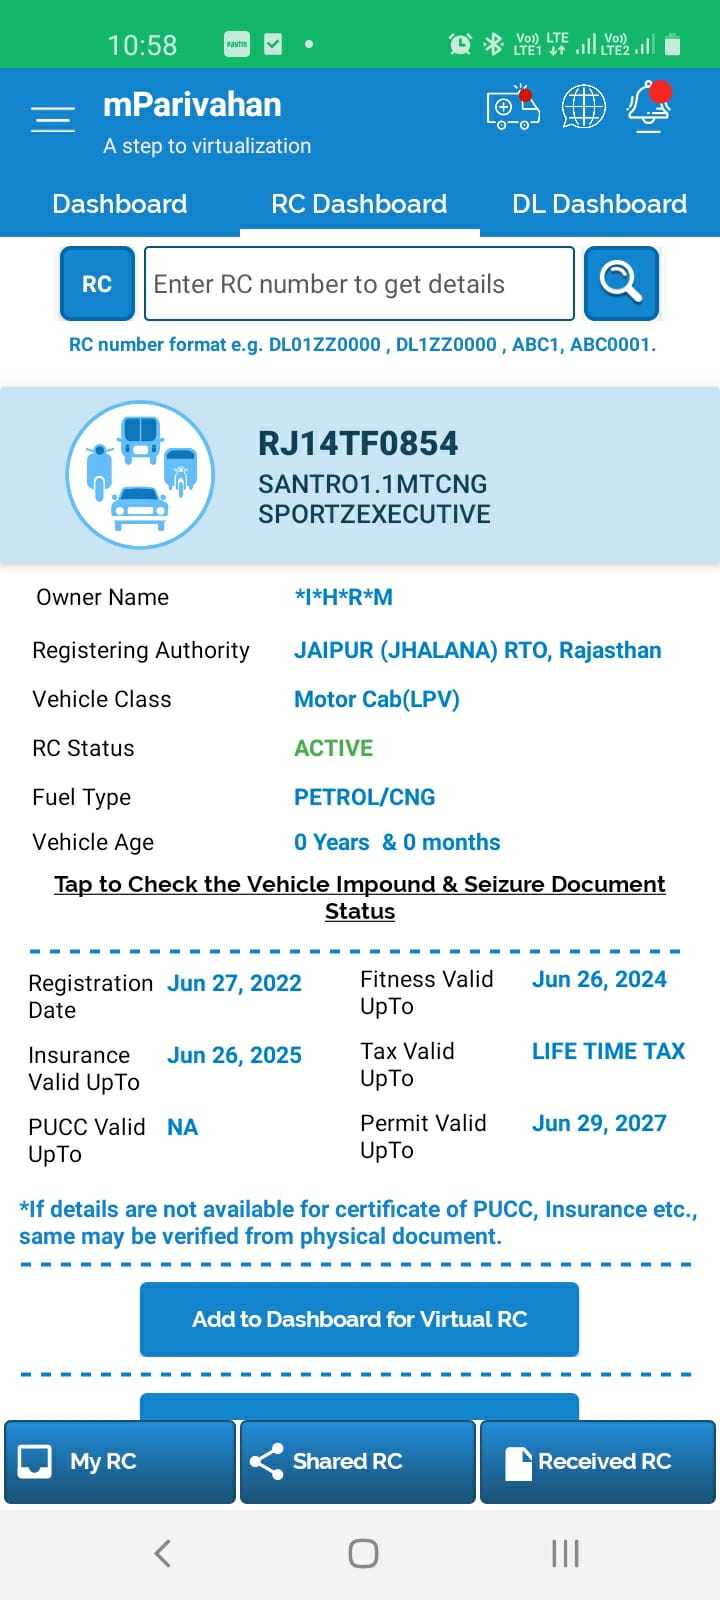 10:58
Paytm
Vo)) LTE Vo))
LTE1 LTE2
mParivahan
A step to virtualization
Dashboard RC Dashboard DL Dashboard
RC Enter RC number to get details
RC number format e.g. DL01ZZ0000 , DL1ZZ0000 , ABC1, ABC0001.
RJ14TF0854
SANTRO1.1MTCNG
SPORTZEXECUTIVE
Owner Name *I*H*R*M
Registering Authority JAIPUR (JHALANA) RTO, Rajasthan
Vehicle Class Motor Cab(LPV)
RC Status ACTIVE
Fuel Type PETROL/CNG
Vehicle Age 0 Years & 0 months
Tap to Check the Vehicle Impound & Seizure Document
Status
Registration Jun 27, 2022 Fitness Valid Jun 26, 2024
Date UpTo
Insurance Jun 26, 2025 Tax Valid LIFE TIME TAX
Valid UpTo UpTo
PUCC Valid NA Permit Valid Jun 29, 2027
UpTo UpTo
*If details are not available for certificate of PUCC, Insurance etc.,
same may be verified from physical document.
Add to Dashboard for Virtual RC
My RC Shared RC Received RC